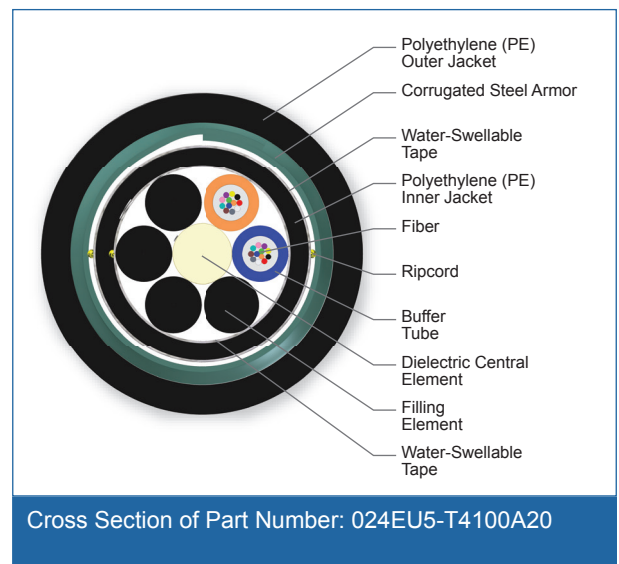 Polyethylene (PE)
Outer Jacket
Corrugated Steel Armor
Water-Swellable
Tape
Polyethylene (PE)
Inner Jacket
Fiber
Ripcord
Buffer
Tube
Dielectric Central
Element
Filling
Element
Water-Swellable
Tape
Cross Section of Part Number: 024EU5-T4100A20